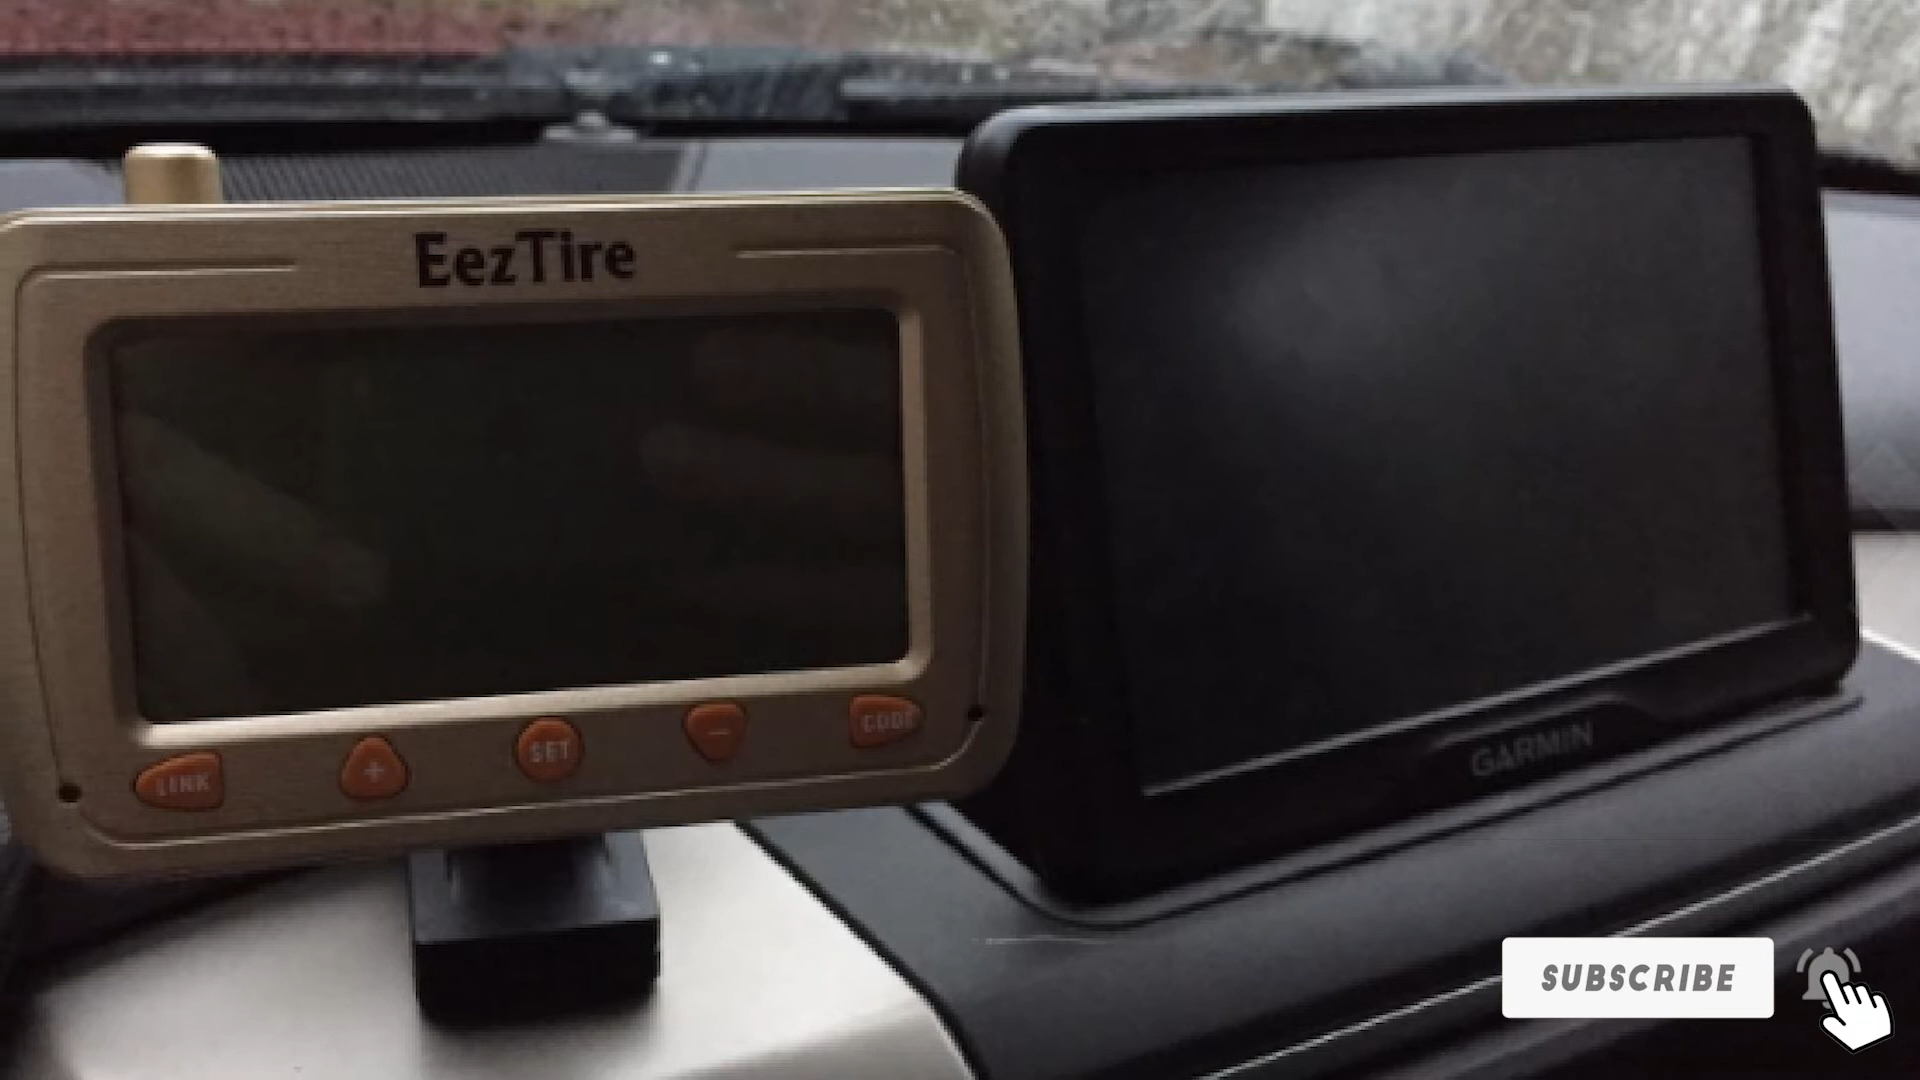 EezTire
LINK
+
SET
-
CODE
GARMIN
SUBSCRIBE